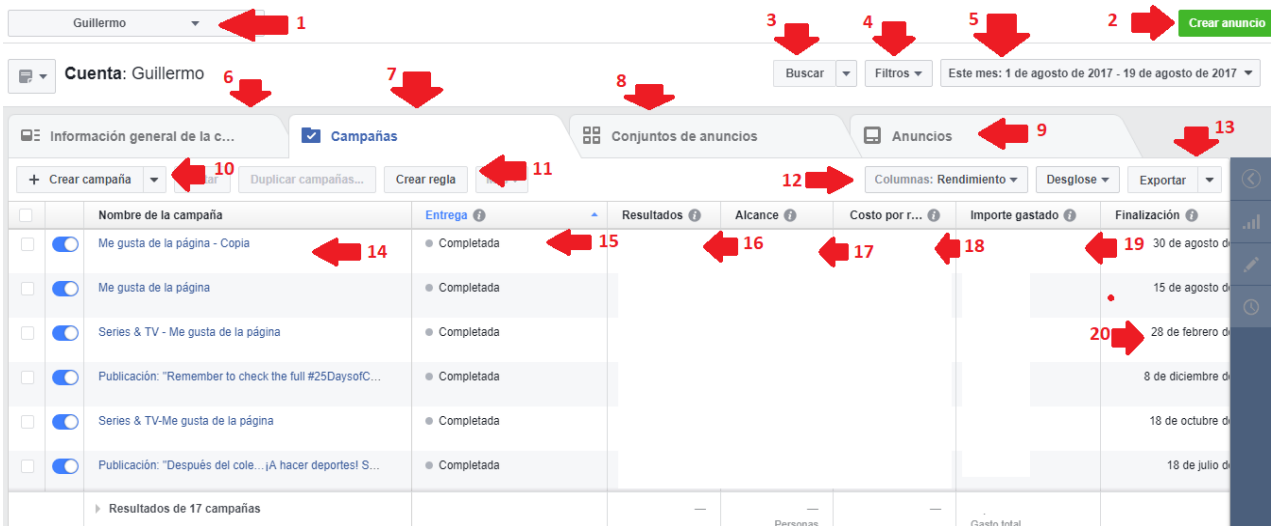 Guillermo 1
3 4 5 2 Crear anuncio
Cuenta: Guillermo
Buscar Filtros Este mes: 1 de agosto de 2017 - 19 de agosto de 2017
6 7 8
Información general de la c... Campañas Conjuntos de anuncios Anuncios 9 13
+ Crear campaña 10 Duplicar campañas... Crear regla 11 12 Columnas: Rendimiento Desglose Exportar
Nombre de la campaña Entrega Resultados Alcance Costo por r... Importe gastado Finalización
Me gusta de la página - Copia 14 Completada 15 16 17 18 19 30 de agosto d
Me gusta de la página Completada 15 de agosto d
Series & TV - Me gusta de la página Completada 20 28 de febrero d
Publicación: "Remember to check the full #25DaysofC... Completada 8 de diciembre d
Series & TV-Me gusta de la página Completada 18 de octubre d
Publicación: "Después del cole... ¡A hacer deportes! S... Completada 18 de julio d
Resultados de 17 campañas — — —
Personas Gasto total